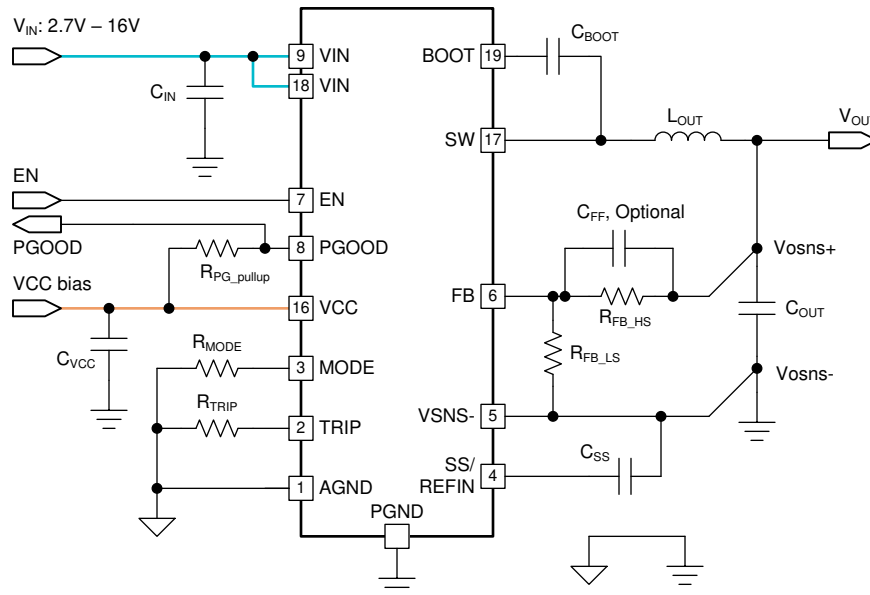 VIN: 2.7V – 16V
CIN
EN
PGOOD
RPG_pullup
VCC bias
CVCC
RMODE
RTRIP
9 VIN
18 VIN
7 EN
8 PGOOD
16 VCC
3 MODE
2 TRIP
1 AGND
PGND
BOOT 19
SW 17
FB 6
VSNS- 5
SS/
REFIN 4
CBOOT
LOUT
VOUT
CFF, Optional
Vosns+
RFB_HS
COUT
RFB_LS
Vosns-
CSS